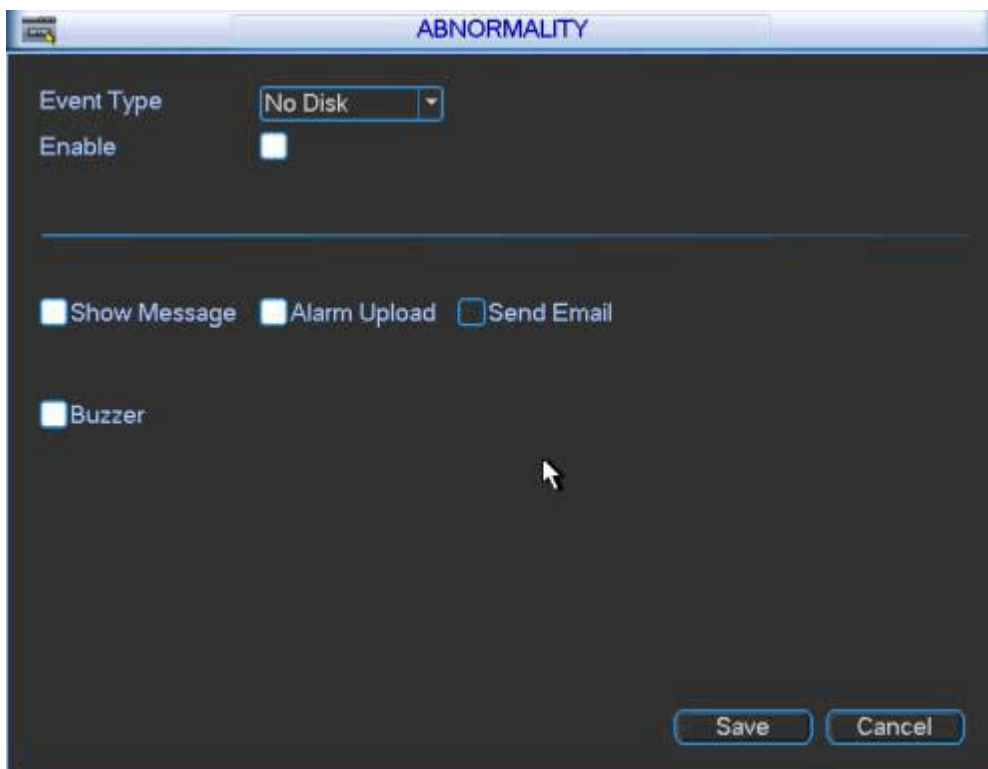 ABNORMALITY
Event Type No Disk
Enable
Show Message Alarm Upload Send Email
Buzzer
Save Cancel